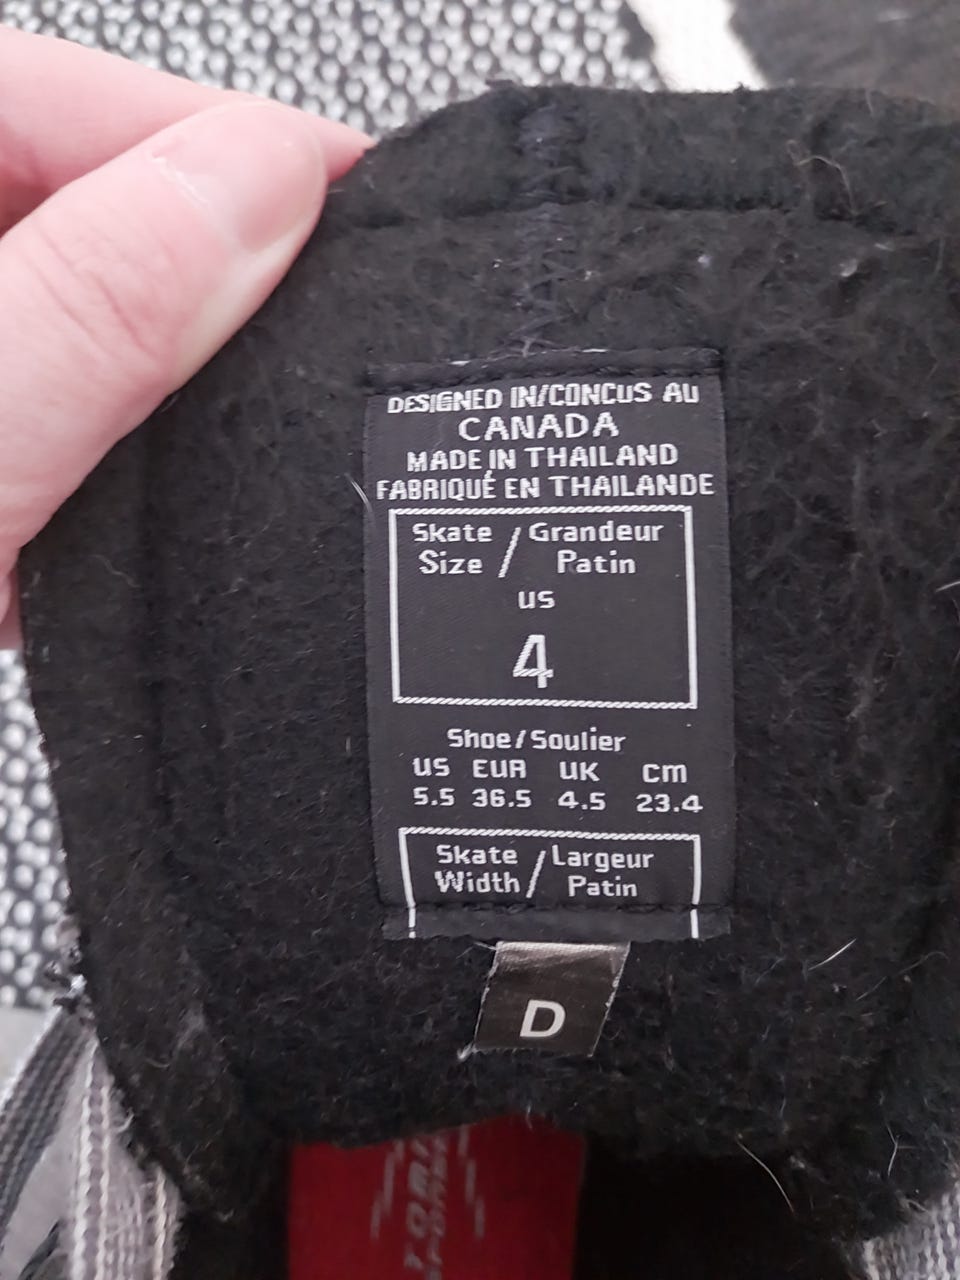 DESIGNED IN/CONCUS AU
CANADA
MADE IN THAILAND
FABRIQUÉ EN THAILANDE
Skate / Grandeur
Size / Patin
US
4
Shoe/Soulier
US EUR UK cm
5.5 36.5 4.5 23.4
Skate / Largeur
Width / Patin
D